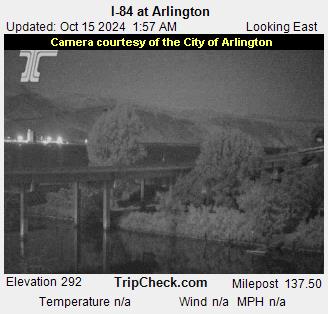 I-84 at Arlington
Updated: Oct 15 2024 1:57 AM Looking East
Camera courtesy of the City of Arlington
Elevation 292 TripCheck.com Milepost 137.50
Temperature n/a Wind n/a MPH n/a